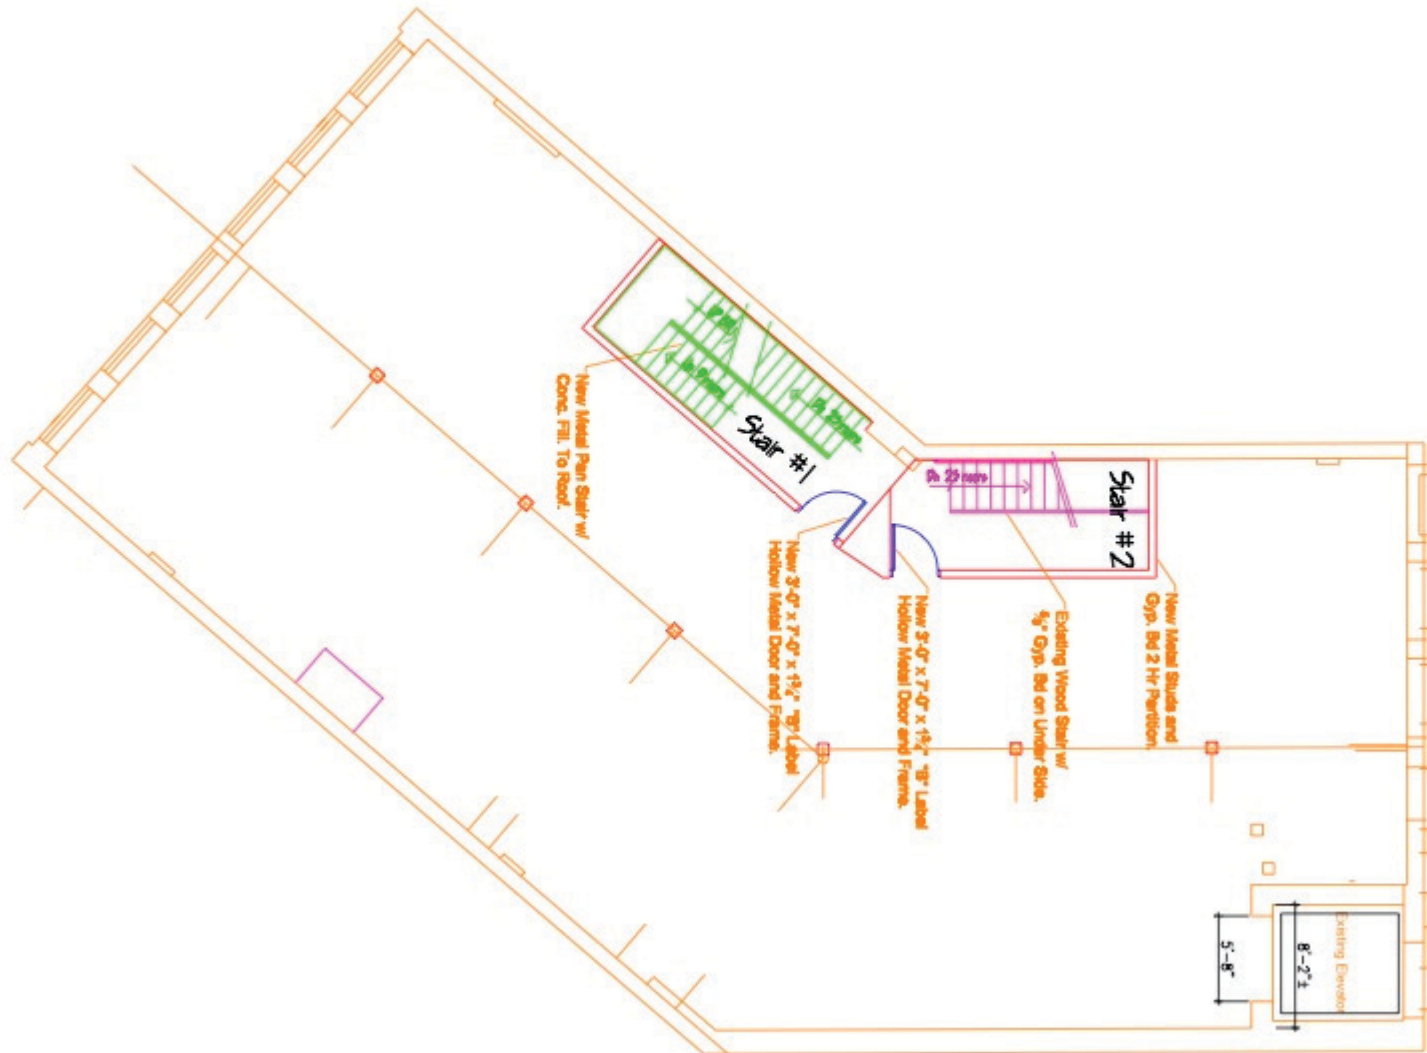 Stair #1
Stair #2
New Metal Pan Stair w/
Conc. Fill. To Roof.
New 3'-0" x 7'-0" x 1¾" "B" Label
Hollow Metal Door and Frame.
New 3'-0" x 7'-0" x 1¾" "B" Label
Hollow Metal Door and Frame.
Existing Wood Stair w/
⅝" Gyp. Bd on Under Side.
New Metal Studs and
Gyp. Bd 2 Hr Partition.
Existing Elevator
8'-2"±
5'-8"